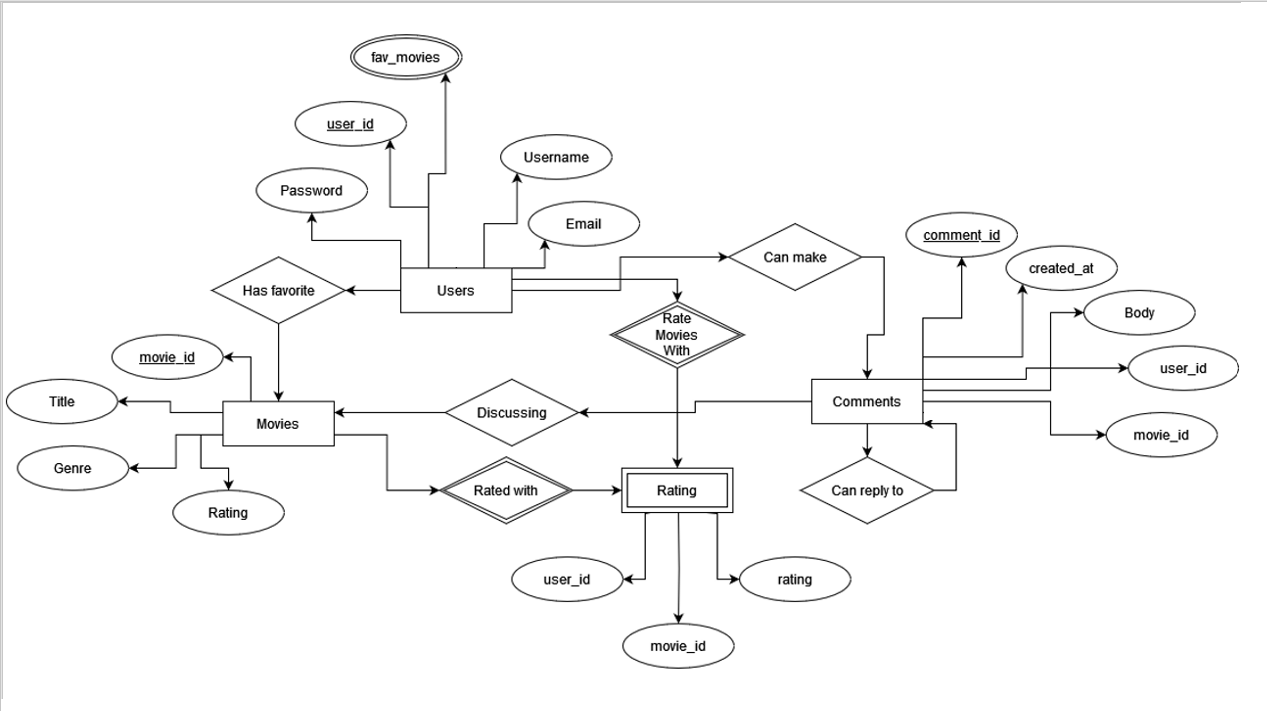 fav_movies
user_id
Username
Password
Email
comment_id
Can make
created_at
Has favorite
Users
Body
Rate
Movies
With
movie_id
user_id
Title
Discussing
Comments
Movies
movie_id
Genre
Rated with
Rating
Can reply to
Rating
user_id
rating
movie_id